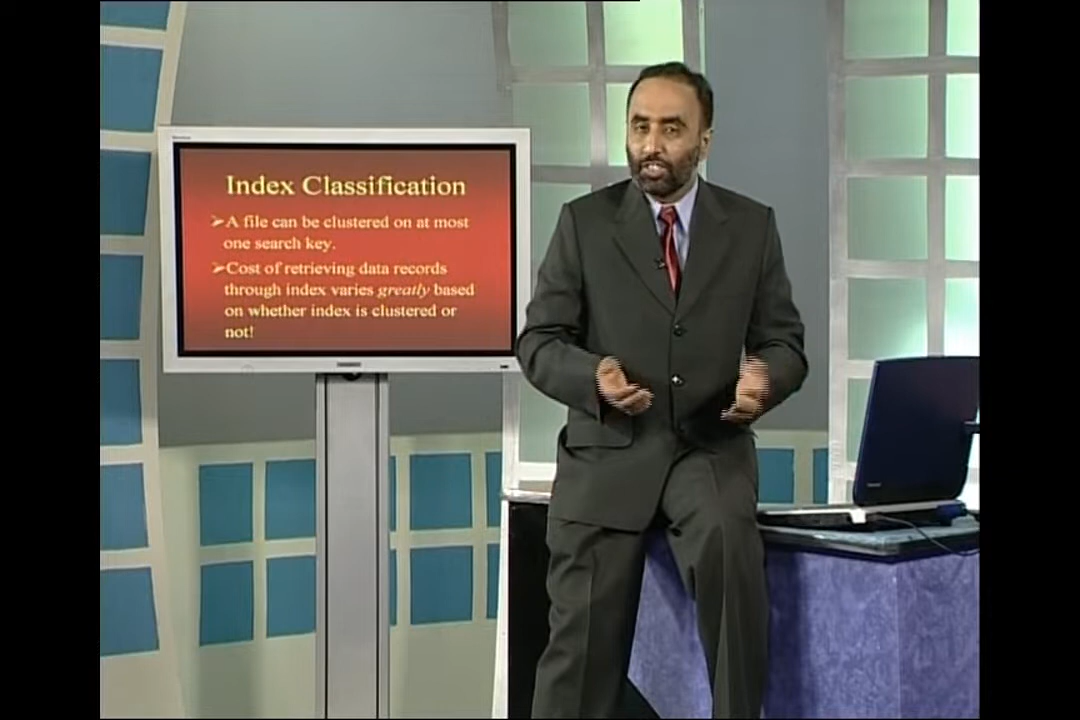 Index Classification
➢A file can be clustered on at most
one search key.
➢Cost of retrieving data records
through index varies greatly based
on whether index is clustered or
not!